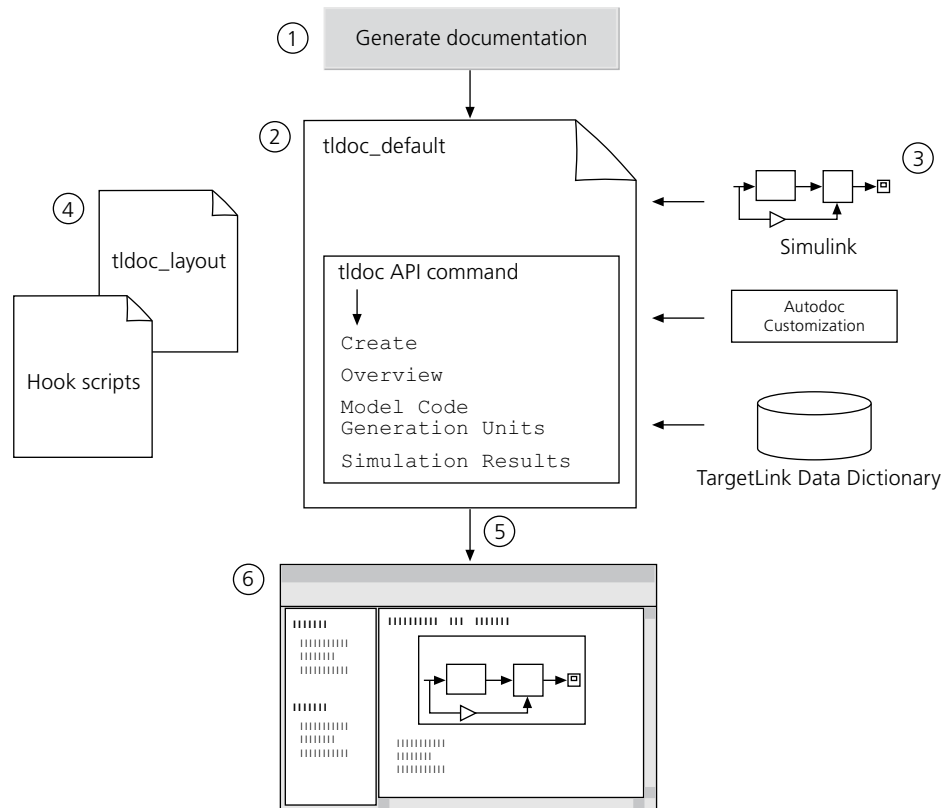 ① Generate documentation
②
tldoc_default
③
Simulink
④
tldoc_layout
Hook scripts
tldoc API command
Create
Overview
Model Code
Generation Units
Simulation Results
Autodoc
Customization
TargetLink Data Dictionary
⑤
⑥